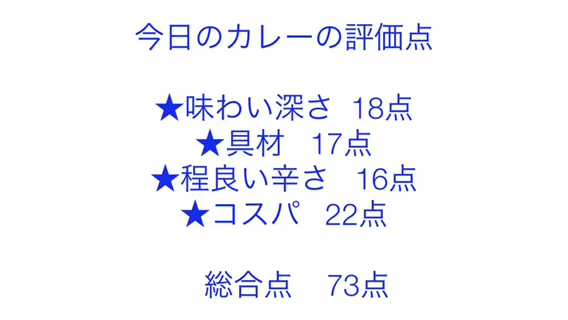 今日のカレーの評価点
★味わい深さ 18点
★具材 17点
★程良い辛さ 16点
★コスパ 22点
総合点 73点